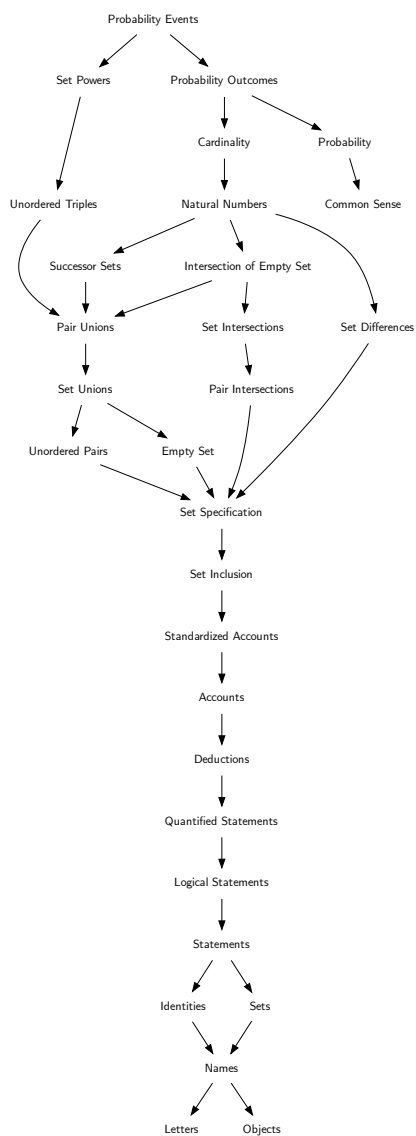 Probability Events
Set Powers
Probability Outcomes
Cardinality
Probability
Unordered Triples
Natural Numbers
Common Sense
Successor Sets
Intersection of Empty Set
Pair Unions
Set Intersections
Set Differences
Set Unions
Pair Intersections
Unordered Pairs
Empty Set
Set Specification
Set Inclusion
Standardized Accounts
Accounts
Deductions
Quantified Statements
Logical Statements
Statements
Identities
Sets
Names
Letters
Objects